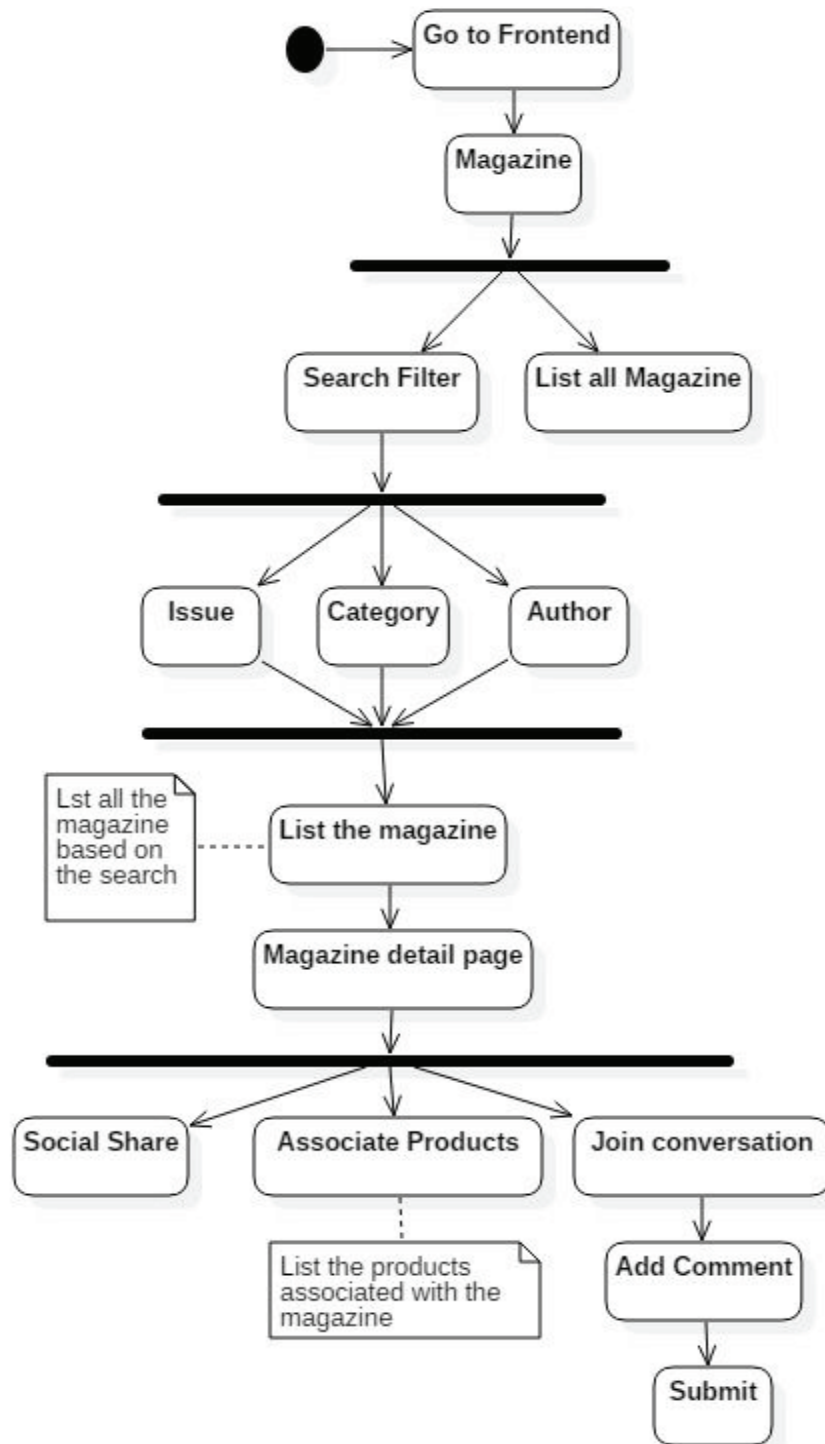 Go to Frontend
Magazine
Search Filter
List all Magazine
Issue
Category
Author
Lst all the
magazine
based on
the search
List the magazine
Magazine detail page
Social Share
Associate Products
Join conversation
List the products
associated with the
magazine
Add Comment
Submit